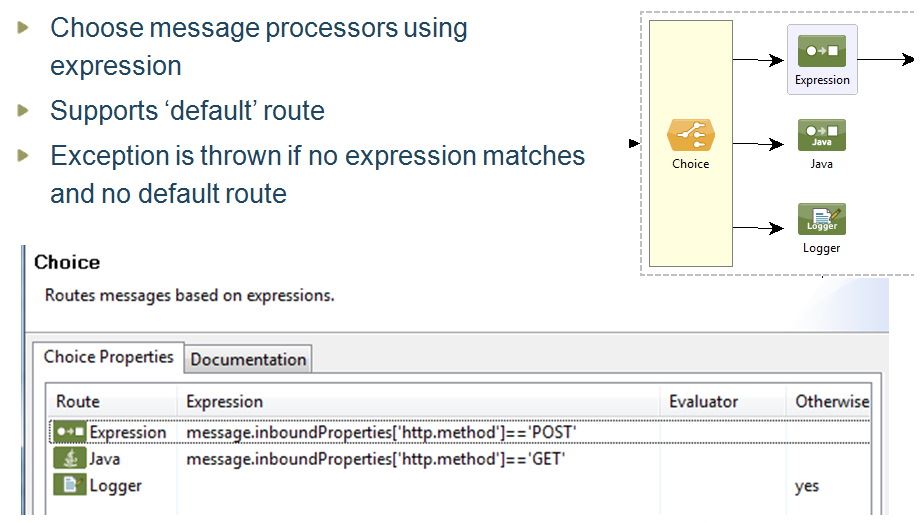 Choose message processors using
expression
Supports ‘default’ route
Exception is thrown if no expression matches
and no default route
Expression
Choice
Java
Java
Logger
Logger
Choice
Routes messages based on expressions.
Choice Properties Documentation
Route Expression Evaluator Otherwise
Expression message.inboundProperties['http.method']=='POST'
Java message.inboundProperties['http.method']=='GET'
Logger yes